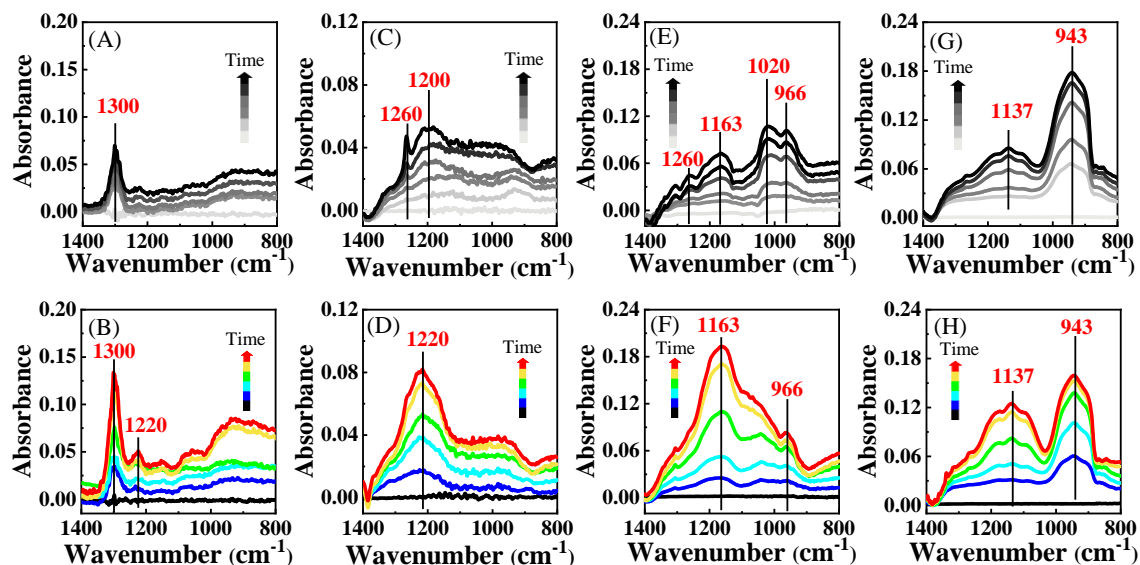 (A)
Time
1300
0.20
0.15
0.10
0.05
0.00
Absorbance
1400 1200 1000 800
Wavenumber (cm-1)
(C)
Time
1200
1260
0.12
0.08
0.04
0.00
Absorbance
1400 1200 1000 800
Wavenumber (cm-1)
(E)
Time
1020
966
1163
1260
0.24
0.18
0.12
0.06
0.00
Absorbance
1400 1200 1000 800
Wavenumber (cm-1)
(G)
943
Time
1137
0.24
0.18
0.12
0.06
0.00
Absorbance
1400 1200 1000 800
Wavenumber (cm-1)
(B)
Time
1300
1220
0.20
0.15
0.10
0.05
0.00
Absorbance
1400 1200 1000 800
Wavenumber (cm-1)
(D)
1220
Time
0.12
0.08
0.04
0.00
Absorbance
1400 1200 1000 800
Wavenumber (cm-1)
(F)
1163
Time
966
0.24
0.18
0.12
0.06
0.00
Absorbance
1400 1200 1000 800
Wavenumber (cm-1)
(H)
943
Time
1137
0.24
0.18
0.12
0.06
0.00
Absorbance
1400 1200 1000 800
Wavenumber (cm-1)